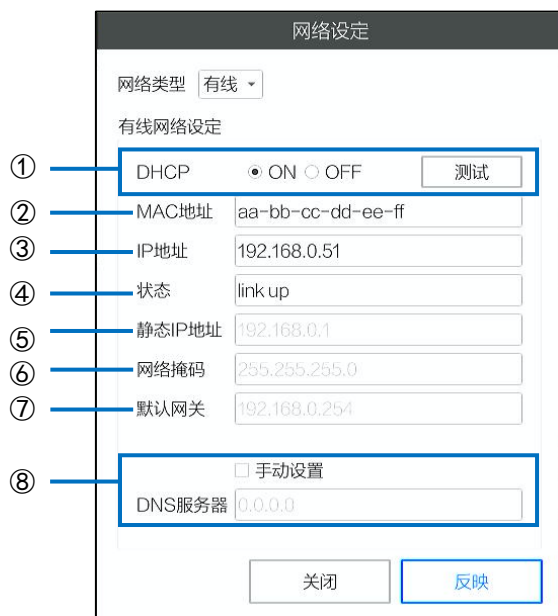 网络设定
网络类型 有线
有线网络设定
① DHCP ON OFF 测试
② MAC地址 aa-bb-cc-dd-ee-ff
③ IP地址 192.168.0.51
④ 状态 link up
⑤ 静态IP地址 192.168.0.1
⑥ 网络掩码 255.255.255.0
⑦ 默认网关 192.168.0.254
⑧ 手动设置
DNS服务器 0.0.0.0
关闭 反映